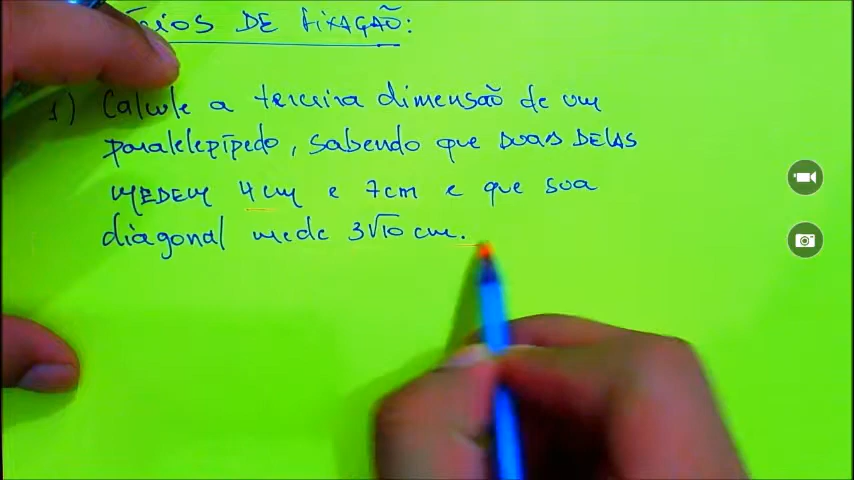 DE FIXAÇÃO:
1) Calcule a terceira dimensão de um
paralelepípedo, sabendo que DUAS DELAS
MEDEM 4cm e 7cm e que sua
diagonal mede 3√10 cm.